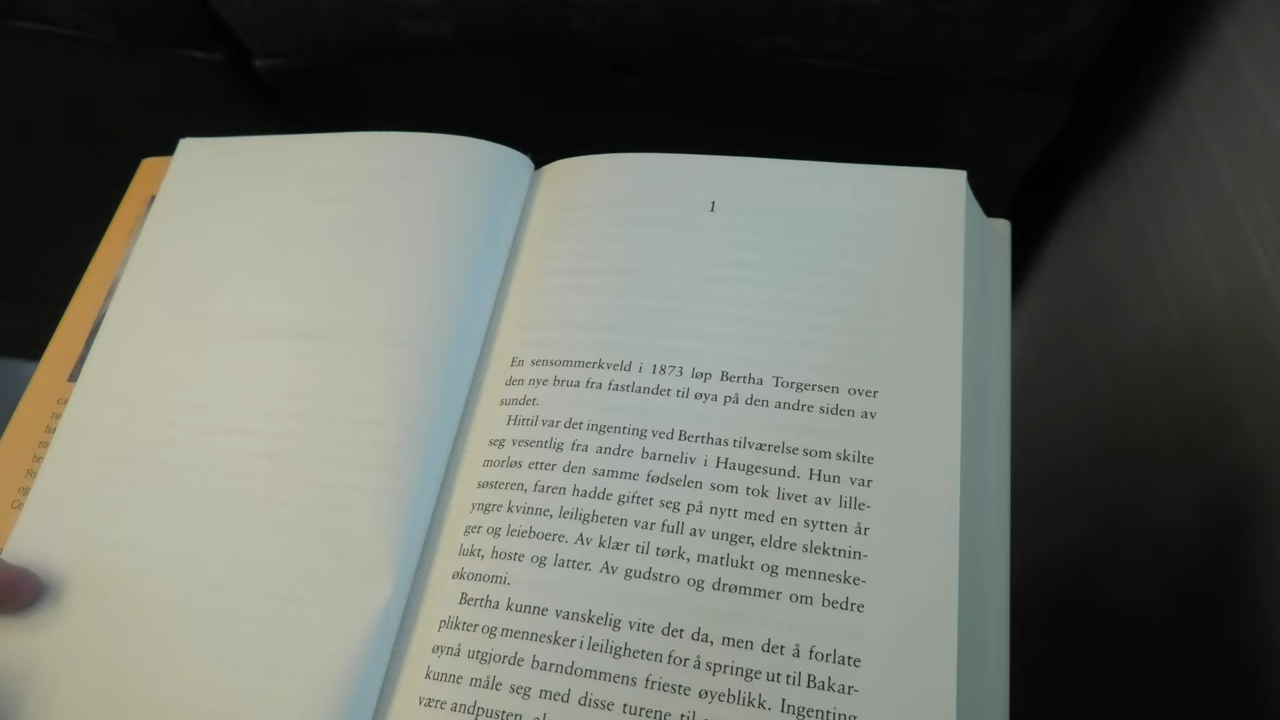 1
En sensommerkveld i 1873 løp Bertha Torgersen over
den nye brua fra fastlandet til øya på den andre siden av
sundet.
Hittil var det ingenting ved Berthas tilværelse som skilte
seg vesentlig fra andre barneliv i Haugesund. Hun var
morløs etter den samme fødselen som tok livet av lille-
søsteren, faren hadde giftet seg på nytt med en sytten år
yngre kvinne, leiligheten var full av unger, eldre slektnin-
ger og leieboere. Av klær til tørk, matlukt og menneske-
lukt, hoste og latter. Av gudstro og drømmer om bedre
økonomi.
Bertha kunne vanskelig vite det da, men det å forlate
plikter og mennesker i leiligheten for å springe ut til Bakar-
øynå utgjorde barndommens frieste øyeblikk. Ingenting
kunne måle seg med disse turene til
være andpusten